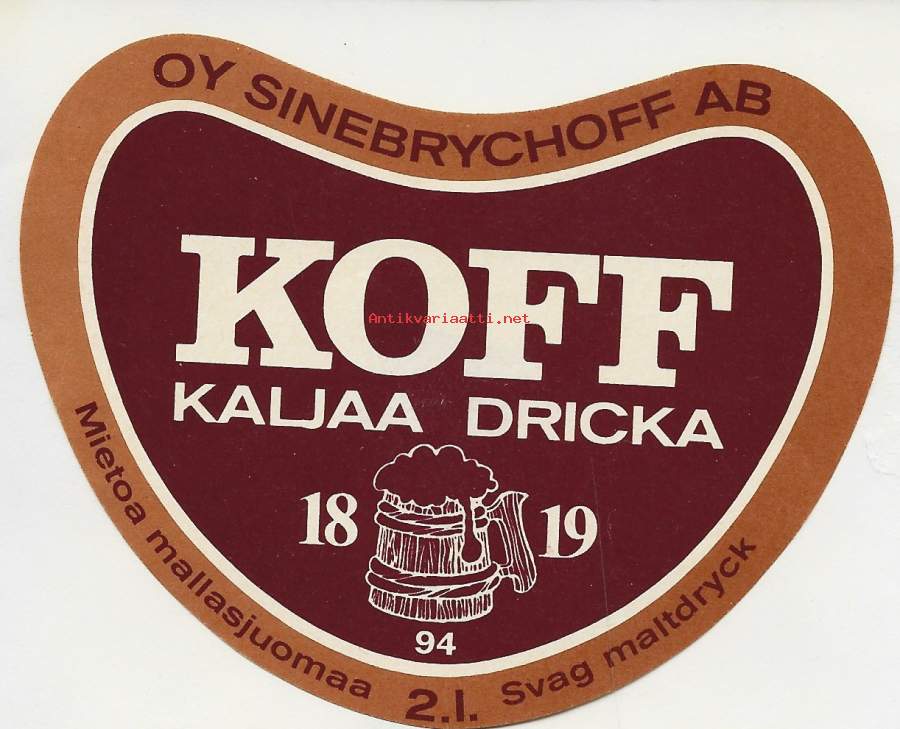 OY SINEBRYCHOFF AB
KOFF
Antikvariaatti.net
KALJAA DRICKA
18 19
94
Mietoa mallasjuomaa 2.l. Svag maltdryck